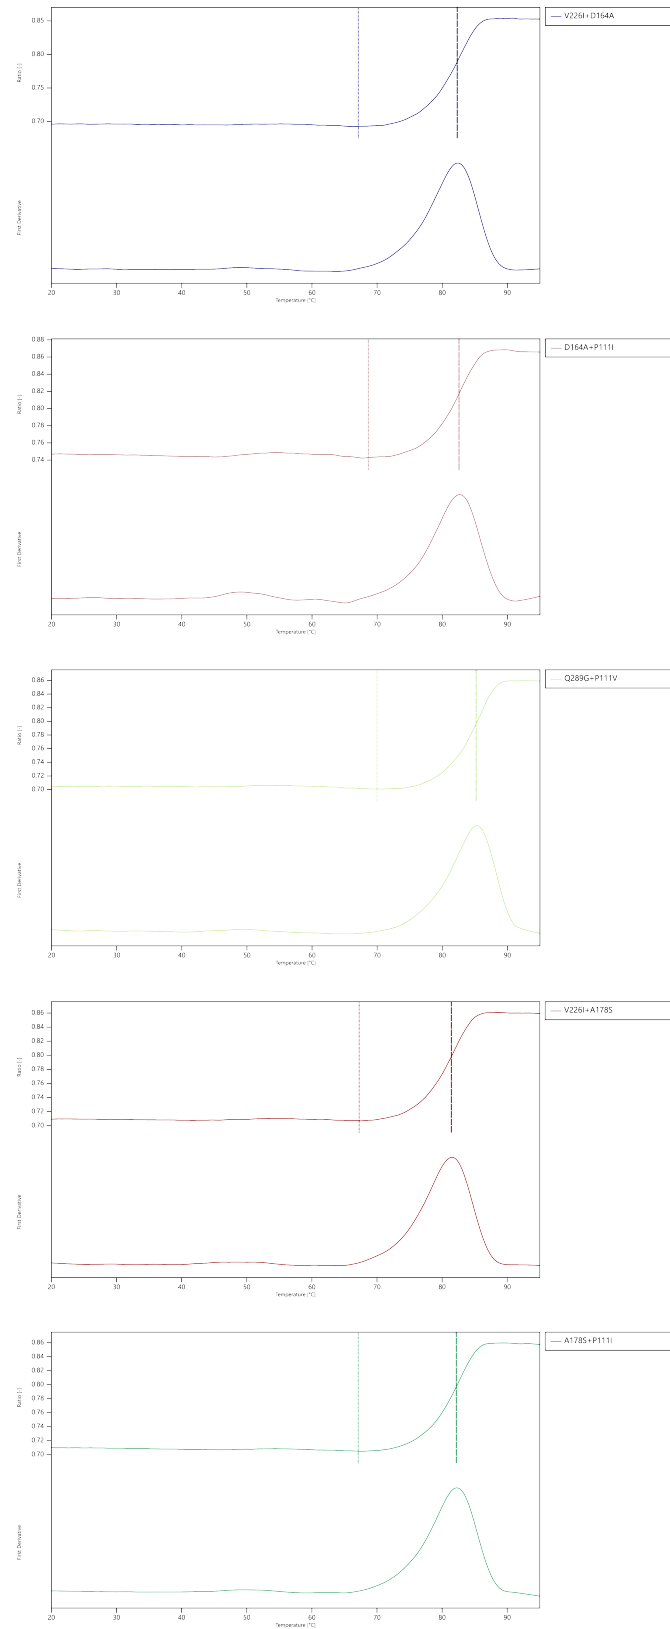 V226I+D164A
0.85
0.80
0.75
0.70
Ratio [-]
First Derivative
20 30 40 50 60 70 80 90
Temperature [°C]
D164A+P111I
0.88
0.86
0.84
0.82
0.80
0.78
0.76
0.74
Ratio [-]
First Derivative
20 30 40 50 60 70 80 90
Temperature [°C]
Q289G+P111V
0.86
0.84
0.82
0.80
0.78
0.76
0.74
0.72
0.70
Ratio [-]
First Derivative
20 30 40 50 60 70 80 90
Temperature [°C]
V226I+A178S
0.86
0.84
0.82
0.80
0.78
0.76
0.74
0.72
0.70
Ratio [-]
First Derivative
20 30 40 50 60 70 80 90
Temperature [°C]
A178S+P111I
0.86
0.84
0.82
0.80
0.78
0.76
0.74
0.72
0.70
Ratio [-]
First Derivative
20 30 40 50 60 70 80 90
Temperature [°C]